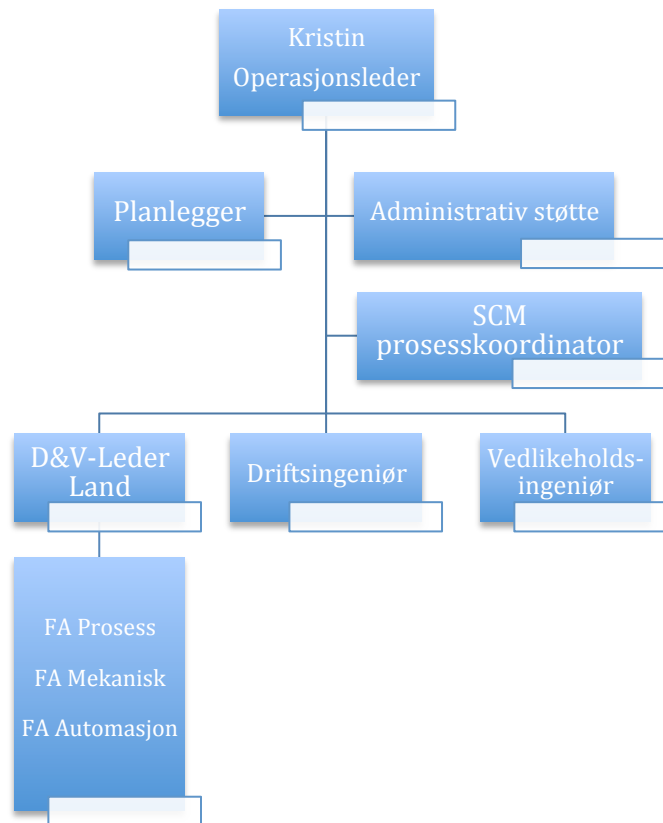 Kristin
Operasjonsleder
Planlegger
Administrativ støtte
SCM
prosesskoordinator
D&V-Leder
Land
Driftsingeniør
Vedlikeholds-
ingeniør
FA Prosess
FA Mekanisk
FA Automasjon